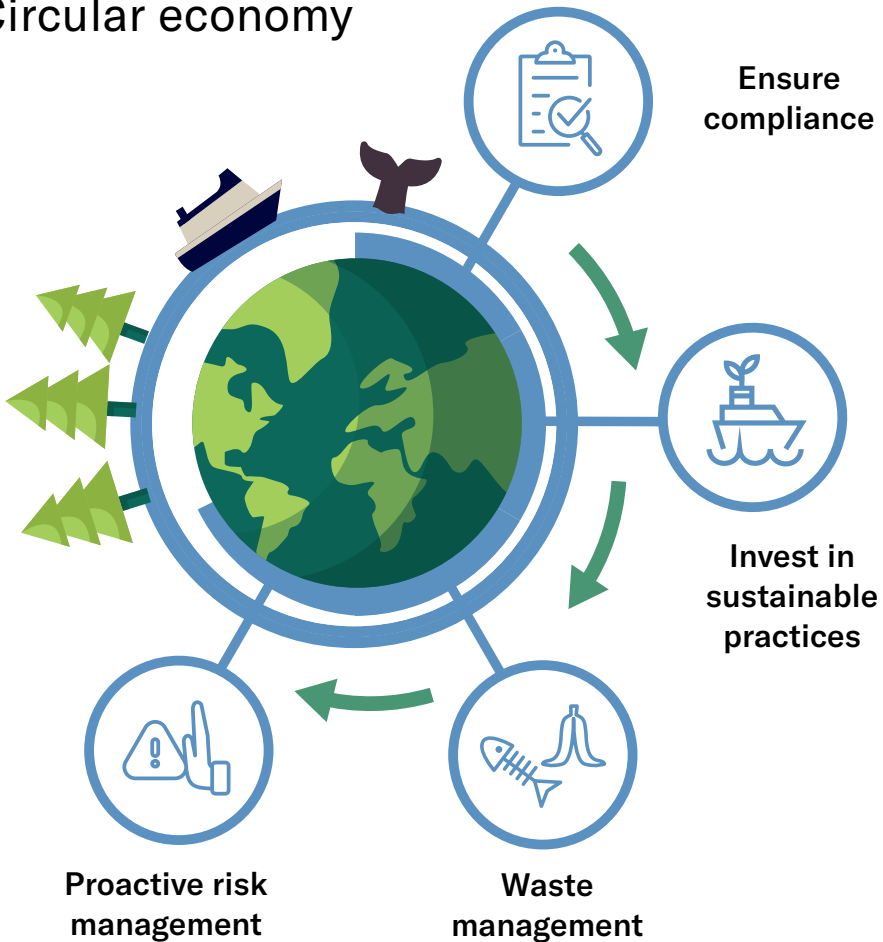 Circular economy
Ensure
compliance
Invest in
sustainable
practices
Waste
management
Proactive risk
management